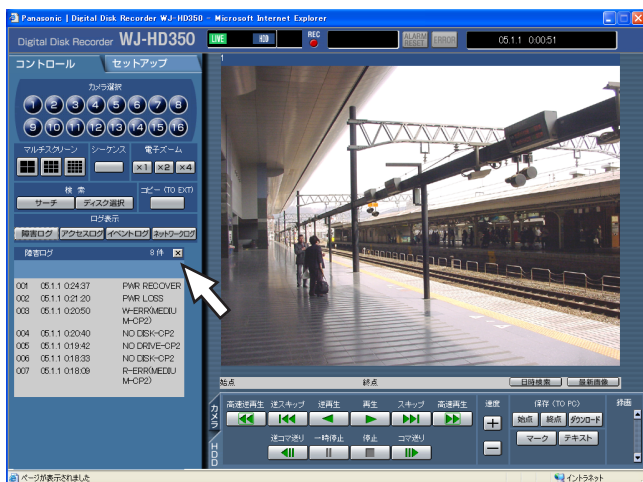 Panasonic | Digital Disk Recorder WJ-HD350 - Microsoft Internet Explorer
Digital Disk Recorder WJ-HD350
LIVE HDD REC ALARM RESET ERROR 05.1.1 0:00:51
コントロール セットアップ
カメラ選択
1 2 3 4 5 6 7 8
9 10 11 12 13 14 15 16
マルチスクリーン シーケンス 電子ズーム
×1 ×2 ×4
検 索 コピー (TO EXT)
サーチ ディスク選択
ログ表示
障害ログ アクセスログ イベントログ ネットワークログ
障害ログ 8 件 X
001 05.1.1 0:24:37 PWR RECOVER
002 05.1.1 0:21:20 PWR LOSS
003 05.1.1 0:20:50 W-ERR(MEDIU
M-CP2)
004 05.1.1 0:20:40 NO DISK-CP2
005 05.1.1 0:19:42 NO DRIVE-CP2
006 05.1.1 0:18:33 NO DISK-CP2
007 05.1.1 0:18:09 R-ERR(MEDIU
M-CP2)
1
始点 終点 日時検索 最新画像
カメラ
HDD
高速逆再生 逆スキップ 逆再生 再生 スキップ 高速再生 速度 保存 (TO PC) 録画
+ 始点 終点 ダウンロード
逆コマ送り 一時停止 停止 コマ送り マーク テキスト
ページが表示されました イントラネット